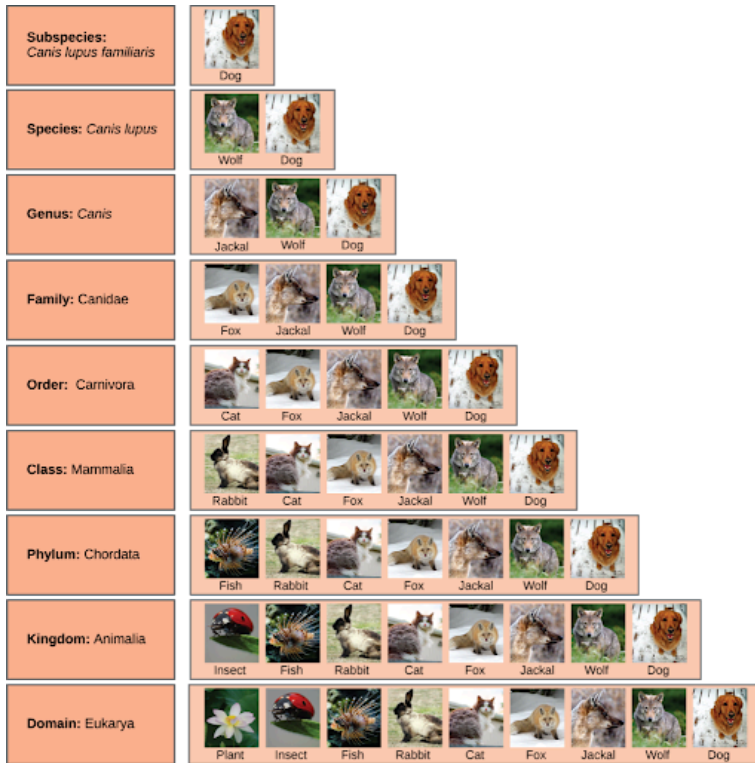 Subspecies:
Canis lupus familiaris
Dog
Species: Canis lupus
Wolf Dog
Genus: Canis
Jackal Wolf Dog
Family: Canidae
Fox Jackal Wolf Dog
Order: Carnivora
Cat Fox Jackal Wolf Dog
Class: Mammalia
Rabbit Cat Fox Jackal Wolf Dog
Phylum: Chordata
Fish Rabbit Cat Fox Jackal Wolf Dog
Kingdom: Animalia
Insect Fish Rabbit Cat Fox Jackal Wolf Dog
Domain: Eukarya
Plant Insect Fish Rabbit Cat Fox Jackal Wolf Dog